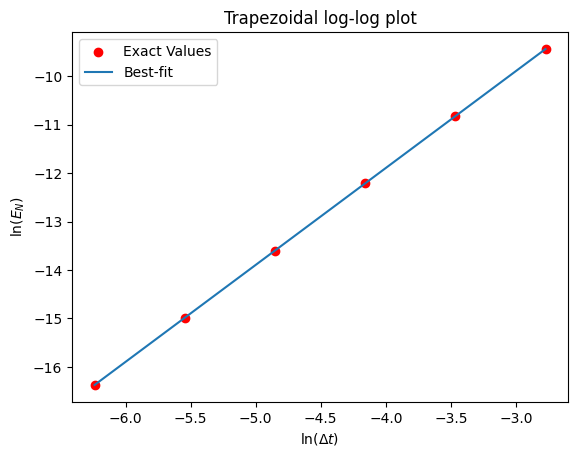 Trapezoidal log-log plot
Exact Values
Best-fit
ln(E_N)
−10
−11
−12
−13
−14
−15
−16
−6.0
−5.5
−5.0
−4.5
−4.0
−3.5
−3.0
ln(Δt)